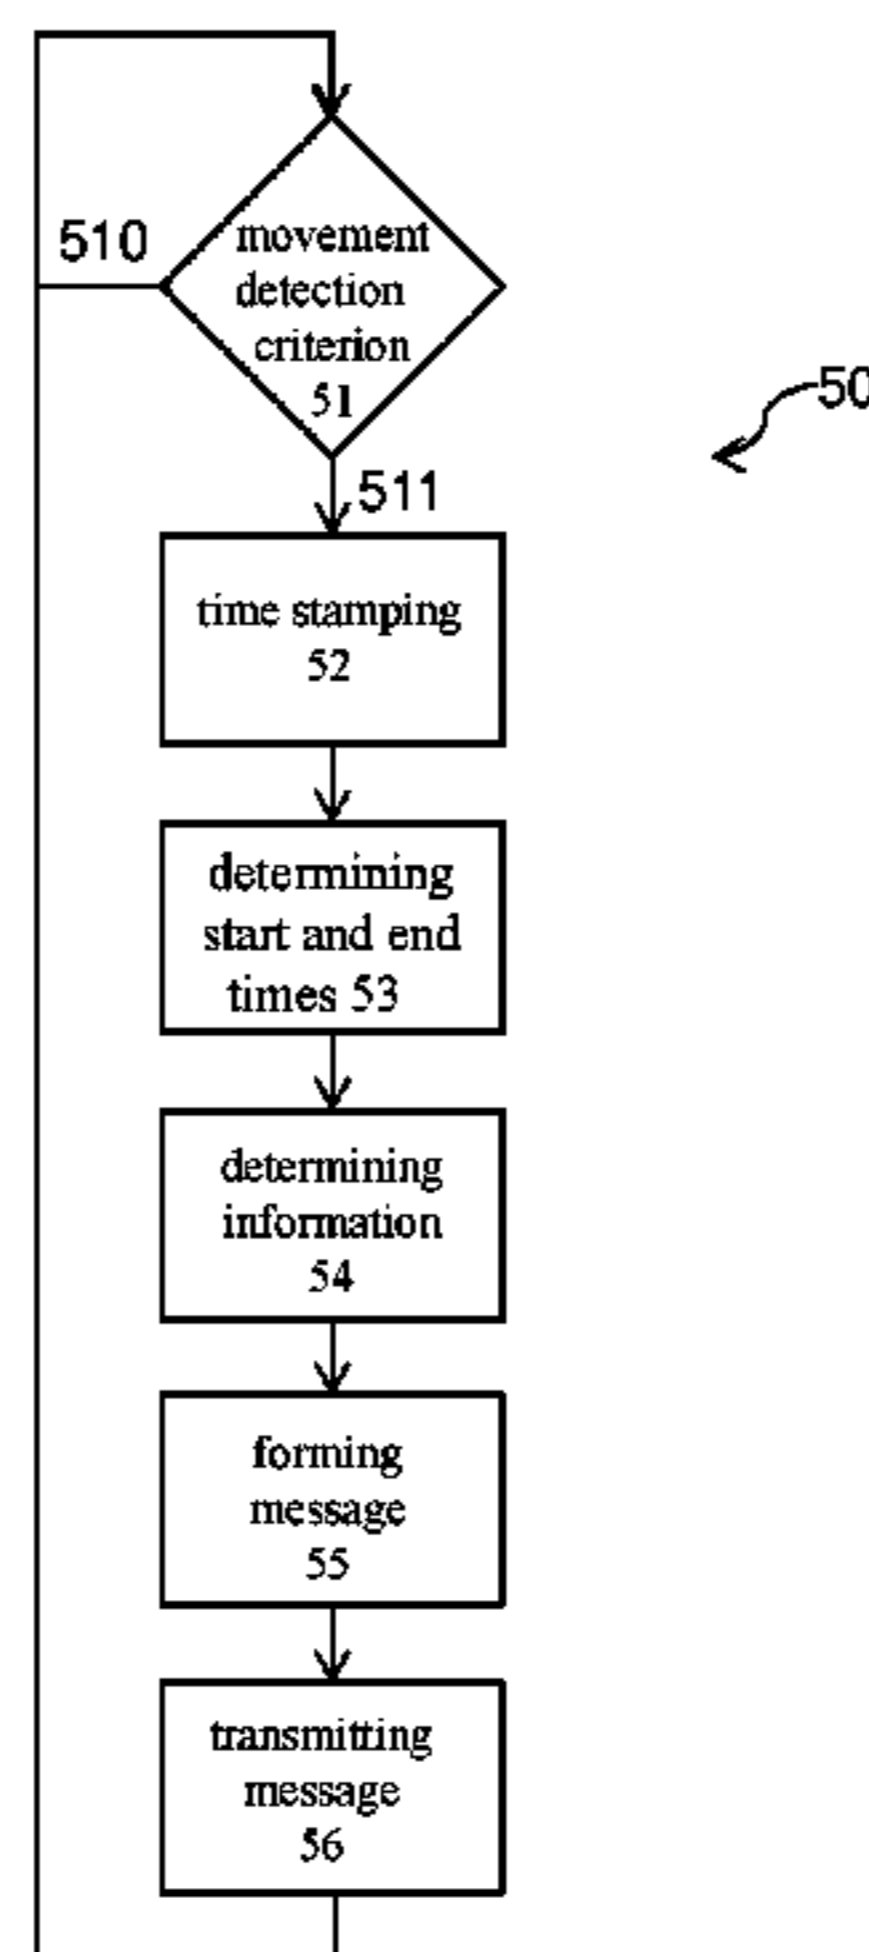 510
movement
detection
criterion
51
50
511
time stamping
52
determining
start and end
times 53
determining
information
54
forming
message
55
transmitting
message
56